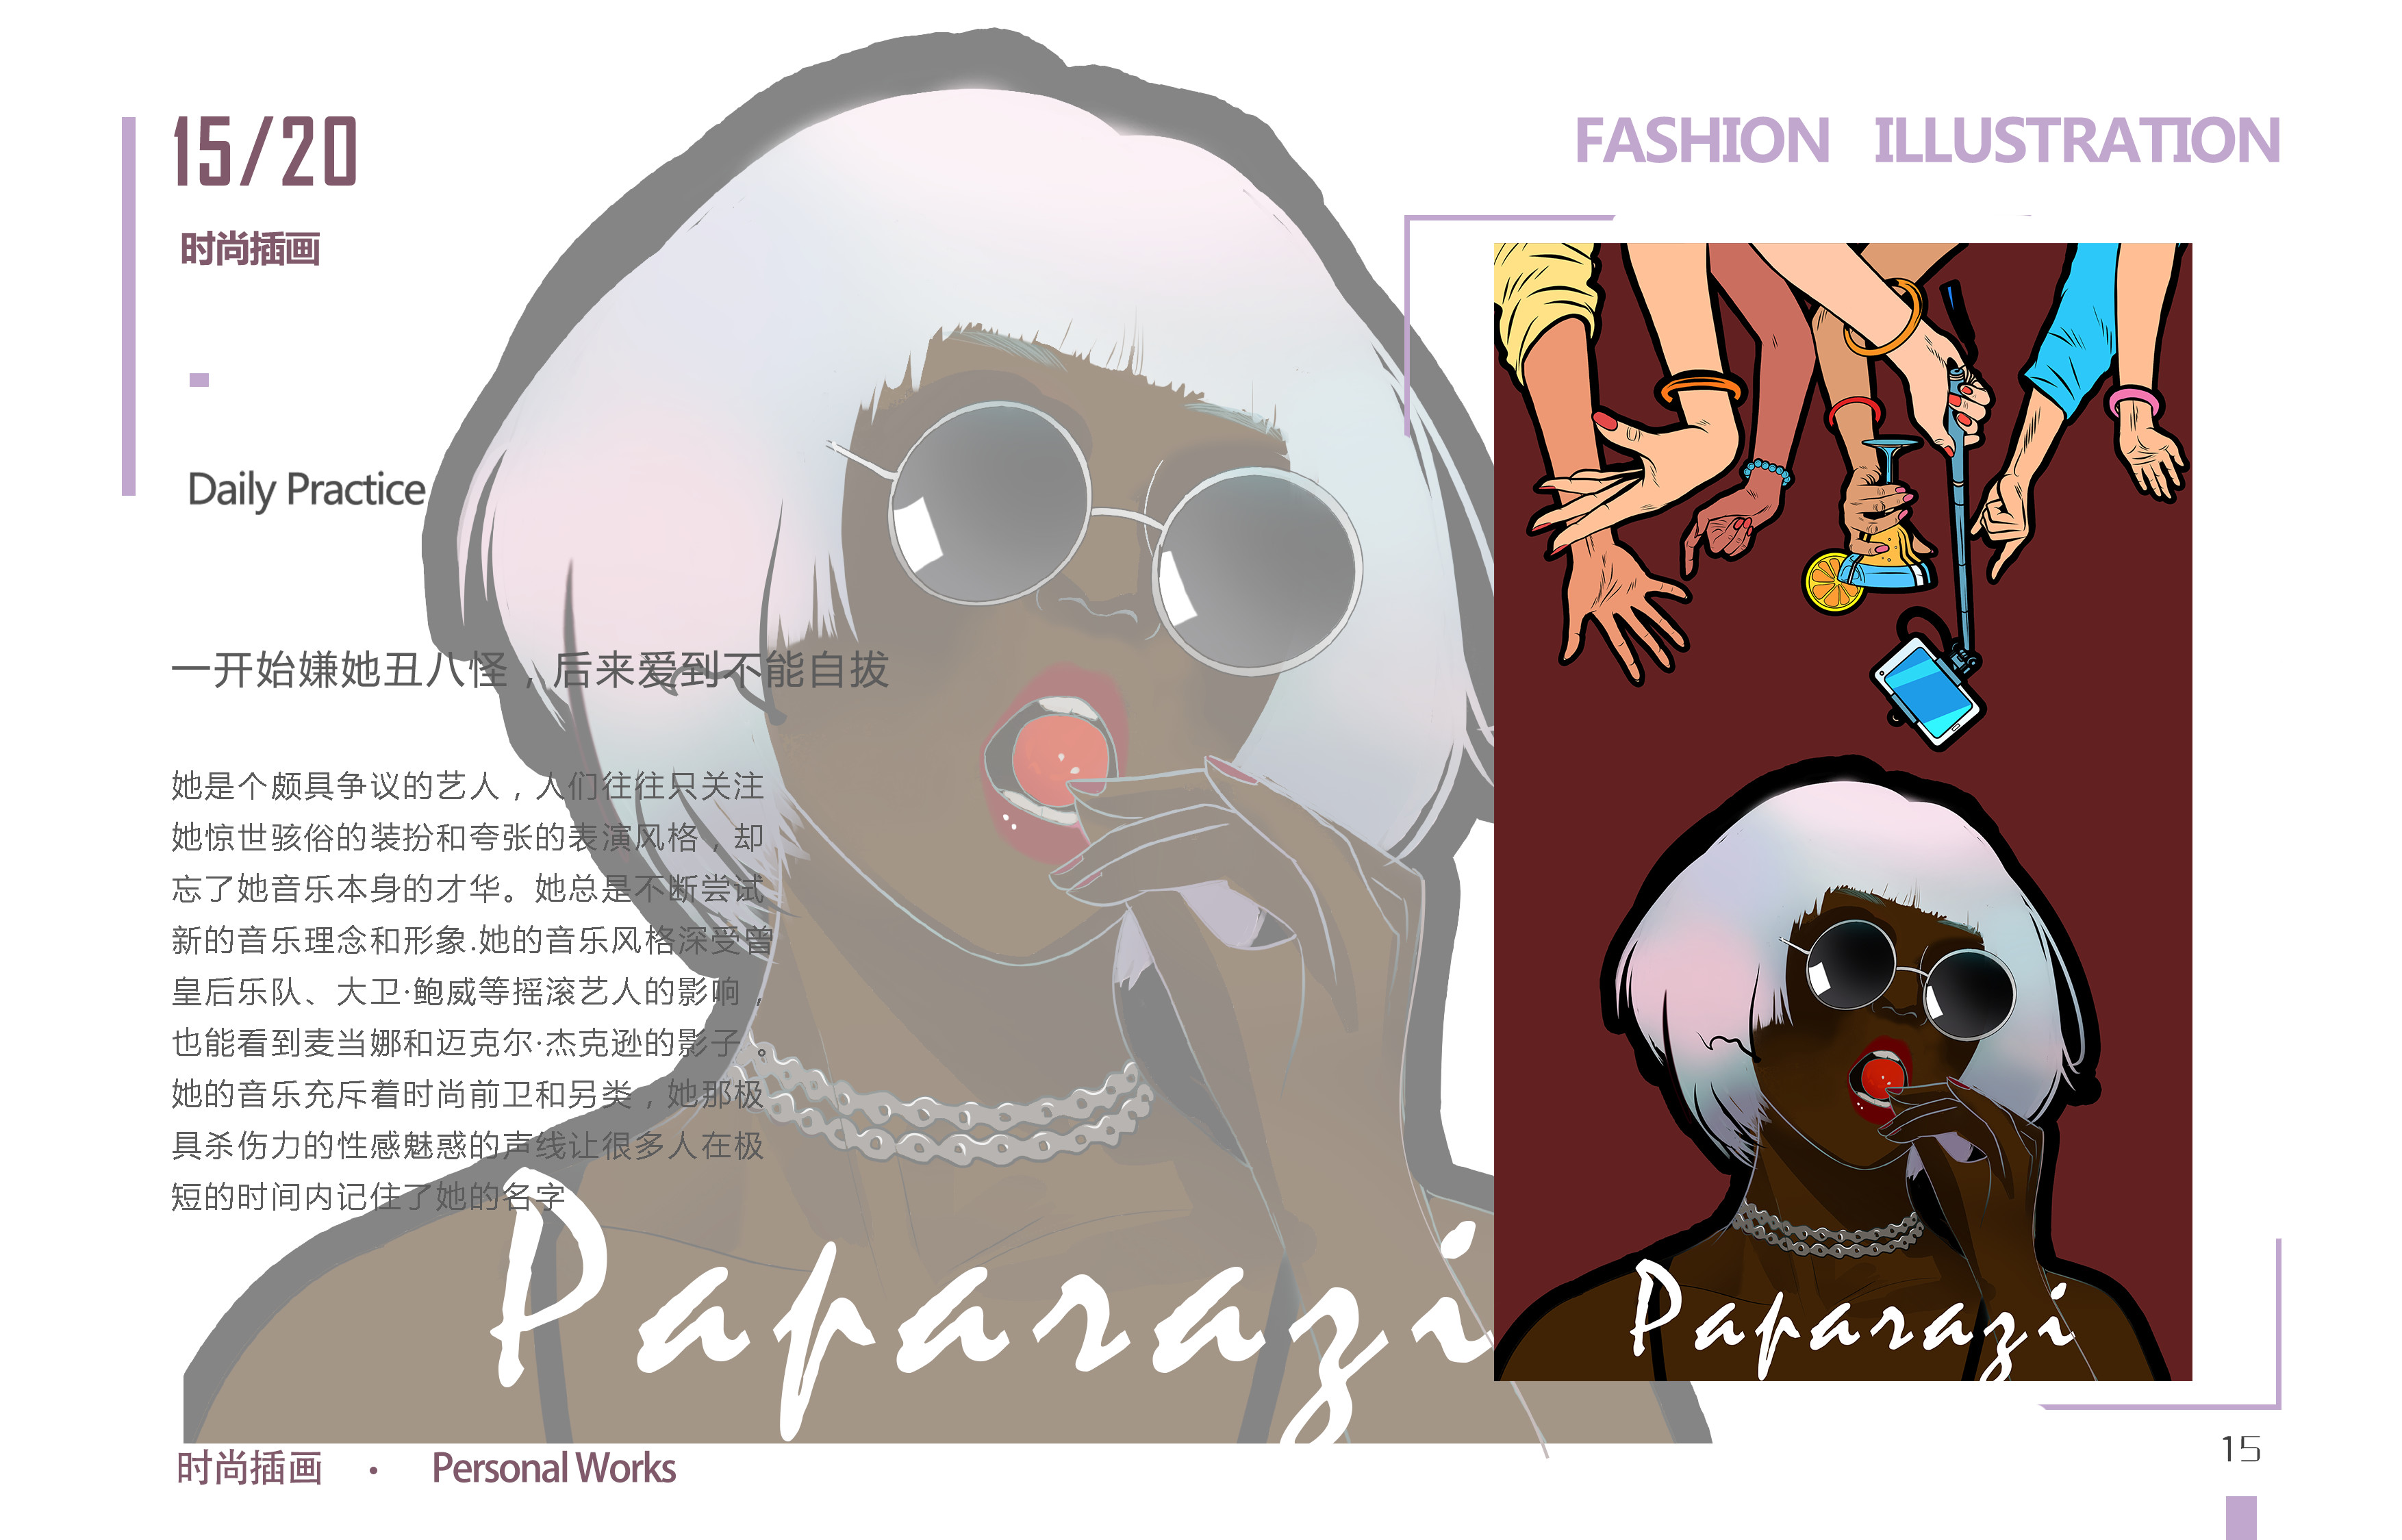 15/20
时尚插画
FASHION ILLUSTRATION
Daily Practice
一开始嫌她丑八怪，后来爱到不能自拔
她是个颇具争议的艺人，人们往往只关注
她惊世骇俗的装扮和夸张的表演风格，却
忘了她音乐本身的才华。她总是不断尝试
新的音乐理念和形象.她的音乐风格深受曾
皇后乐队、大卫·鲍威等摇滚艺人的影响，
也能看到麦当娜和迈克尔·杰克逊的影子。
她的音乐充斥着时尚前卫和另类，她那极
具杀伤力的性感魅惑的声线让很多人在极
短的时间内记住了她的名字
Paparazi
Paparazi
时尚插画 · Personal Works
15